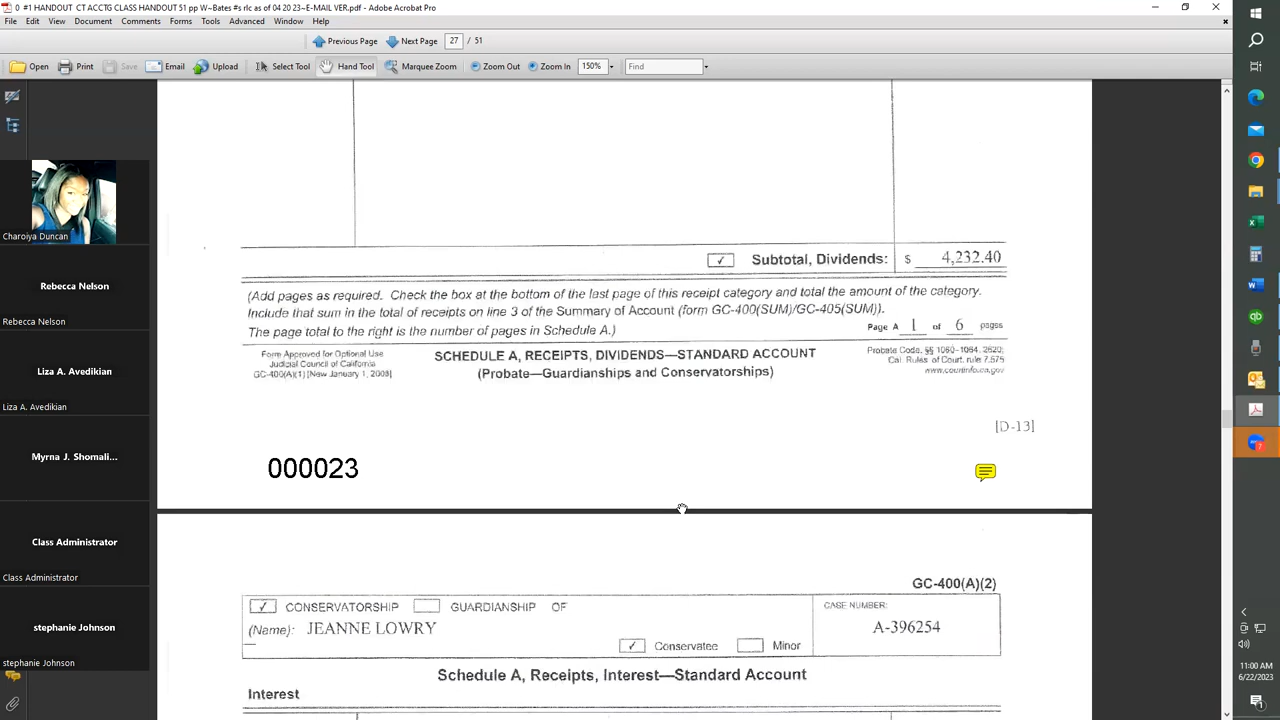 0 #1 HANDOUT CT ACCTG CLASS HANDOUT 51 pp W~Bates #s rlc as of 04 20 23~E-MAIL VER.pdf - Adobe Acrobat Pro
File Edit View Document Comments Forms Tools Advanced Window Help
Previous Page Next Page 27 / 51
Open Print Save Email Upload Select Tool Hand Tool Marquee Zoom Zoom Out Zoom In 150% Find
Charoiya Duncan
Rebecca Nelson
Rebecca Nelson
Liza A. Avedikian
Liza A. Avedikian
Myrna J. Shomali...
Class Administrator
Class Administrator
stephanie Johnson
stephanie Johnson
✓ Subtotal, Dividends: $ 4,232.40
(Add pages as required. Check the box at the bottom of the last page of this receipt category and total the amount of the category.
Include that sum in the total of receipts on line 3 of the Summary of Account (form GC-400(SUM)/GC-405(SUM)).
The page total to the right is the number of pages in Schedule A.)
Page A 1 of 6 pages
Form Approved for Optional Use
Judicial Council of California
GC-400(A)(1) [New January 1, 2008]
SCHEDULE A, RECEIPTS, DIVIDENDS—STANDARD ACCOUNT
(Probate—Guardianships and Conservatorships)
Probate Code, §§ 1060-1064, 2620;
Cal. Rules of Court, rule 7.575
www.courtinfo.ca.gov
[D-13]
000023
GC-400(A)(2)
✓ CONSERVATORSHIP GUARDIANSHIP OF
(Name): JEANNE LOWRY
✓ Conservatee Minor
CASE NUMBER:
A-396254
Schedule A, Receipts, Interest—Standard Account
Interest
11:00 AM
6/22/2023